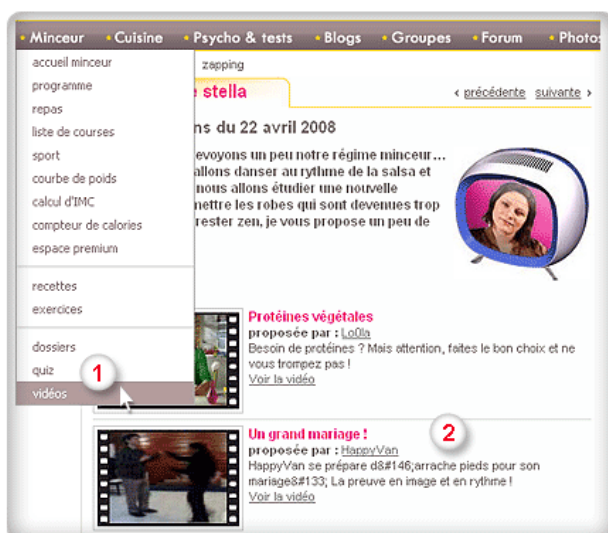 Minceur • Cuisine • Psycho & tests • Blogs • Groupes • Forum • Photos
accueil minceur
programme
repas
liste de courses
sport
courbe de poids
calcul d'IMC
compteur de calories
espace premium
recettes
exercices
dossiers
quiz
vidéos
1
zapping
stella
‹ précédente suivante ›
ns du 22 avril 2008
evoyons un peu notre régime minceur...
allons danser au rythme de la salsa et
nous allons étudier une nouvelle
mettre les robes qui sont devenues trop
rester zen, je vous propose un peu de
Protéines végétales
proposée par : Lo0la
Besoin de protéines ? Mais attention, faites le bon choix et ne
vous trompez pas !
Voir la vidéo
Un grand mariage !
2
proposée par : HappyVan
HappyVan se prépare d&#146;arrache pieds pour son
mariage&#133; La preuve en image et en rythme !
Voir la vidéo